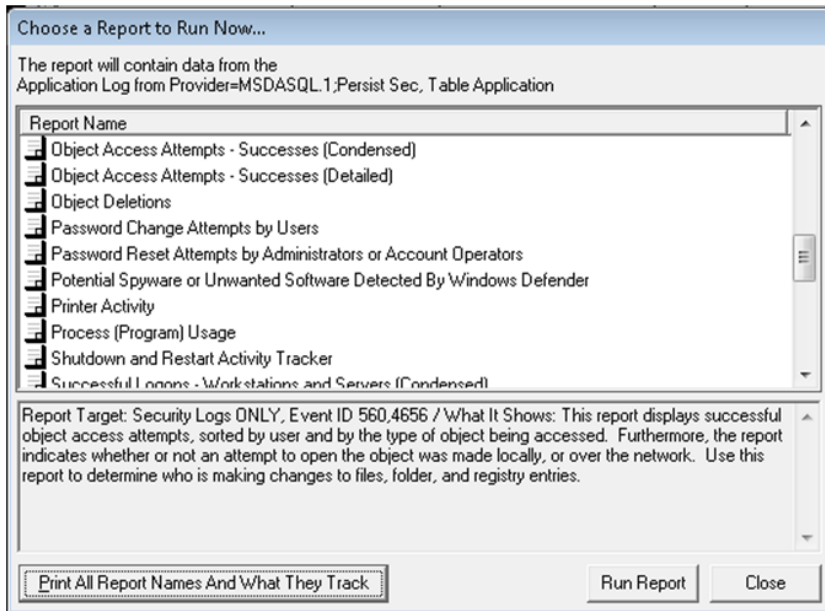 Choose a Report to Run Now...
The report will contain data from the
Application Log from Provider=MSDASQL.1;Persist Sec, Table Application
Report Name
Object Access Attempts - Successes (Condensed)
Object Access Attempts - Successes (Detailed)
Object Deletions
Password Change Attempts by Users
Password Reset Attempts by Administrators or Account Operators
Potential Spyware or Unwanted Software Detected By Windows Defender
Printer Activity
Process (Program) Usage
Shutdown and Restart Activity Tracker
Successful Logons - Workstations and Servers (Condensed)
Report Target: Security Logs ONLY, Event ID 560,4656 / What It Shows: This report displays successful
object access attempts, sorted by user and by the type of object being accessed. Furthermore, the report
indicates whether or not an attempt to open the object was made locally, or over the network. Use this
report to determine who is making changes to files, folder, and registry entries.
Print All Report Names And What They Track
Run Report
Close